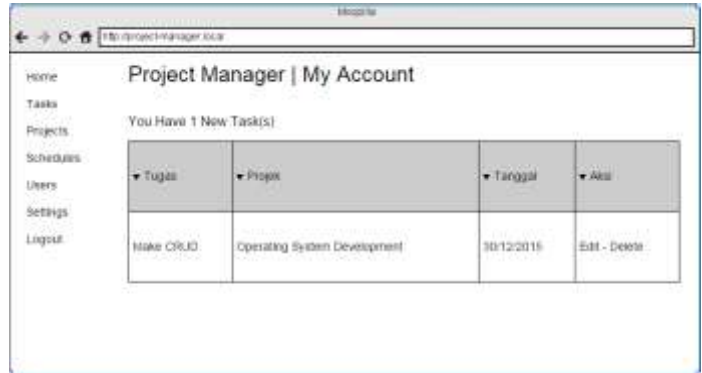 Mozilla
http://project-manager.local
Home
Tasks
Projects
Schedules
Users
Settings
Logout
Project Manager | My Account
You Have 1 New Task(s)
Tugas Projek Tanggal Aksi
Make CRUD Operating System Development 30/12/2015 Edit - Delete